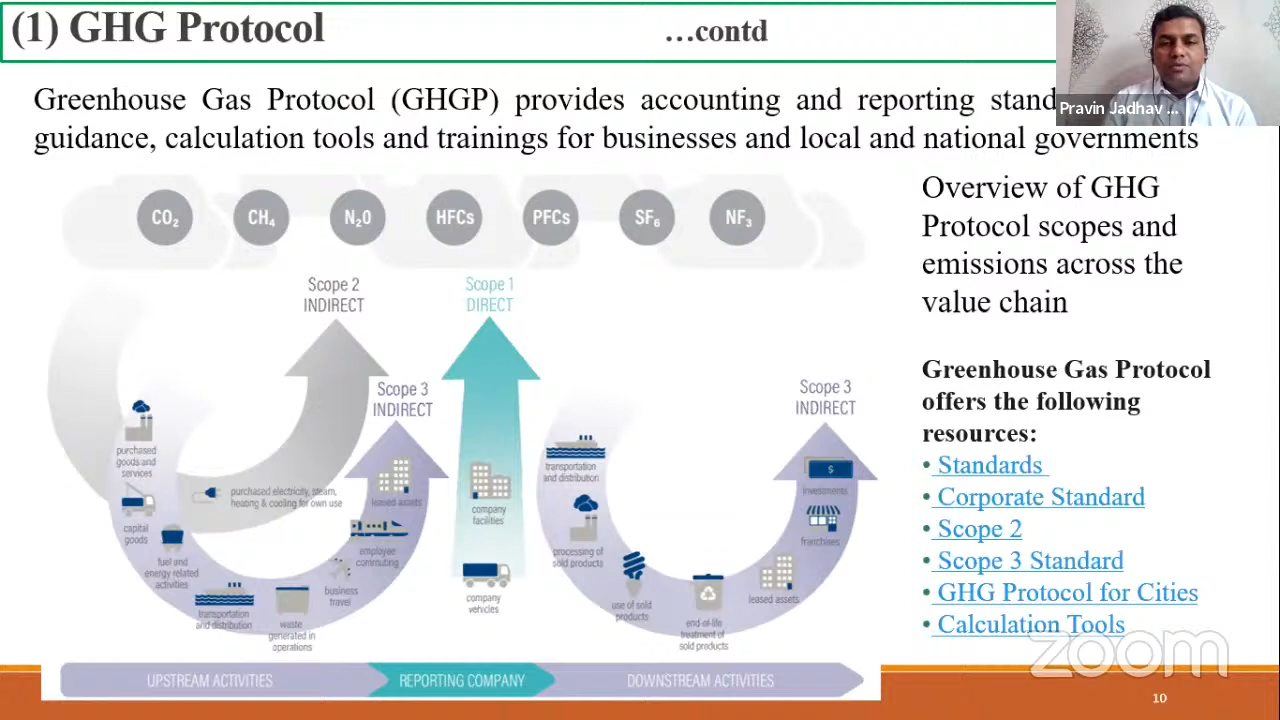 (1) GHG Protocol
…contd
Pravin Jadhav ...
Greenhouse Gas Protocol (GHGP) provides accounting and reporting stand
guidance, calculation tools and trainings for businesses and local and national governments
CO₂
CH₄
N₂0
HFCs
PFCs
SF₆
NF₃
Scope 2
INDIRECT
Scope 1
DIRECT
Scope 3
INDIRECT
Scope 3
INDIRECT
purchased
goods and
services
capital
goods
fuel and
energy related
activities
transportation
and distribution
waste
generated in
operations
business
travel
employee
commuting
leased assets
purchased electricity, steam,
heating & cooling for own use
company
facilities
company
vehicles
transportation
and distribution
processing of
sold products
use of sold
products
end-of-life
treatment of
sold products
leased assets
franchises
$
investments
UPSTREAM ACTIVITIES
REPORTING COMPANY
DOWNSTREAM ACTIVITIES
Overview of GHG
Protocol scopes and
emissions across the
value chain
Greenhouse Gas Protocol
offers the following
resources:
• Standards
• Corporate Standard
• Scope 2
• Scope 3 Standard
• GHG Protocol for Cities
• Calculation Tools
zoom
10